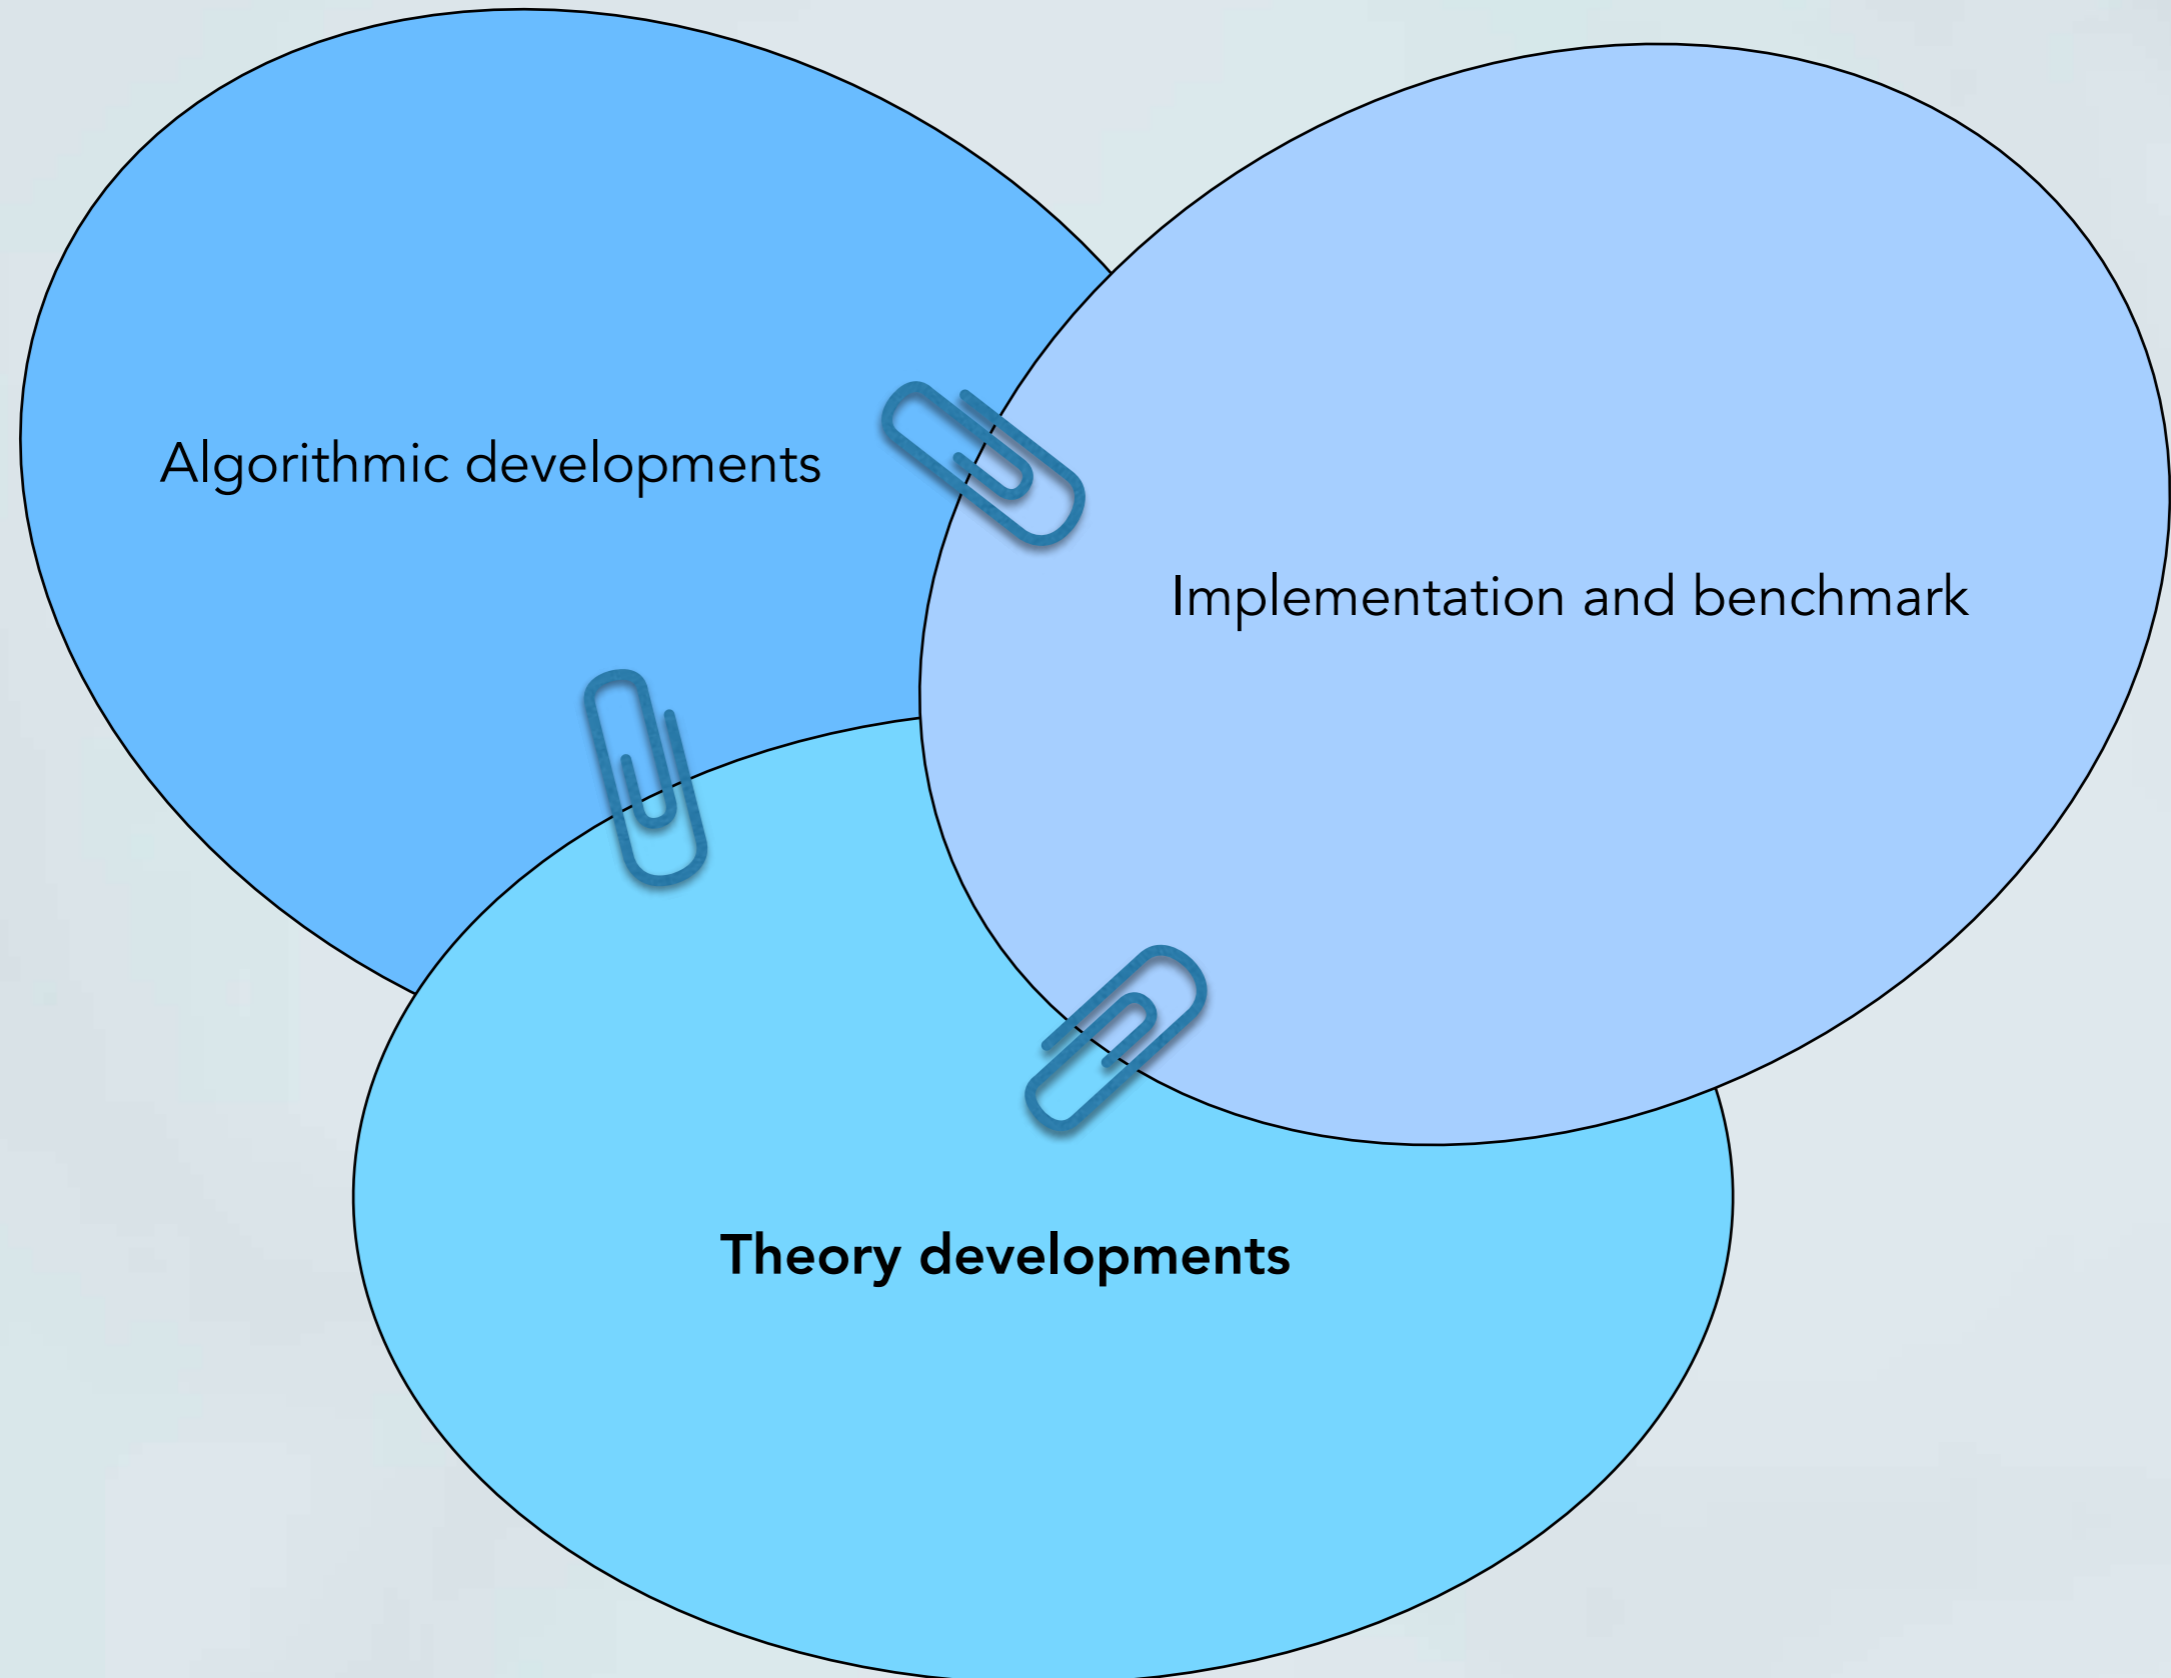 Algorithmic developments
Implementation and benchmark
Theory developments